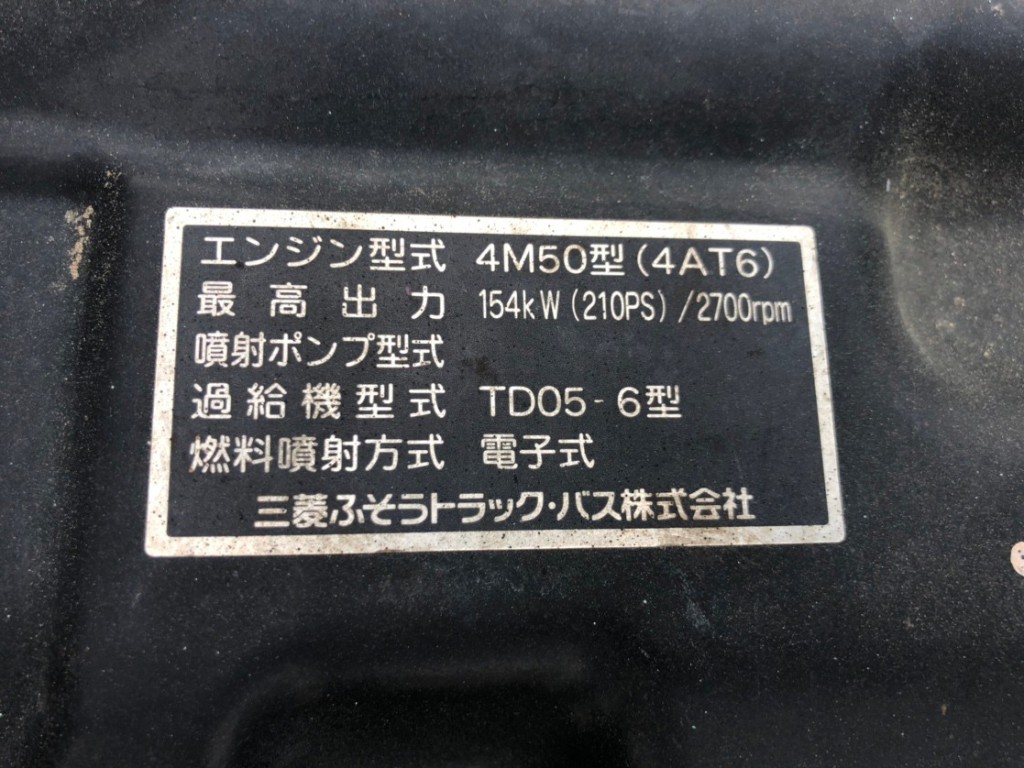 エンジン型式 4M50型(4AT6)
最高出力 154kW(210PS)/2700rpm
噴射ポンプ型式
過給機型式 TD05-6型
燃料噴射方式 電子式
三菱ふそうトラック・バス株式会社